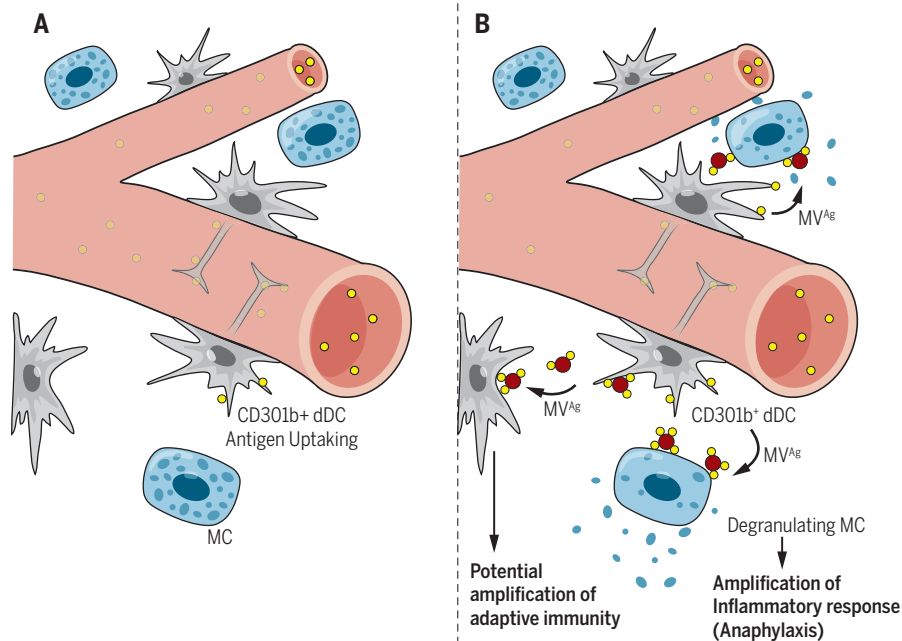 A
CD301b+ dDC
Antigen Uptaking
MC
B
MVᴬᵍ
MVᴬᵍ
CD301b⁺ dDC
MVᴬᵍ
Degranulating MC
Potential
amplification of
adaptive immunity
Amplification of
Inflammatory response
(Anaphylaxis)